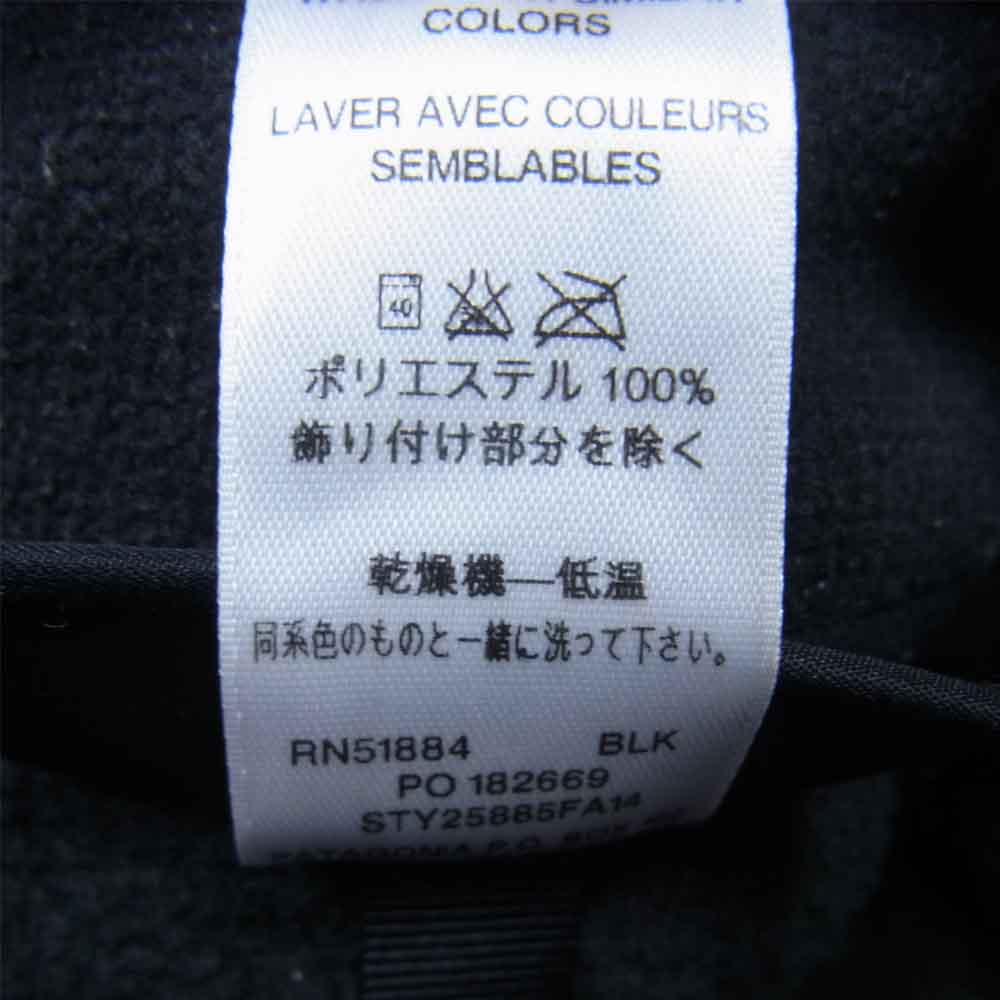 COLORS
LAVER AVEC COULEURS
SEMBLABLES
40
ポリエステル 100%
飾り付け部分を除く
乾燥機—低温
同系色のものと一緒に洗って下さい。
RN51884 BLK
PO 182669
STY25885FA14
PATAGONIA P.O. BOX